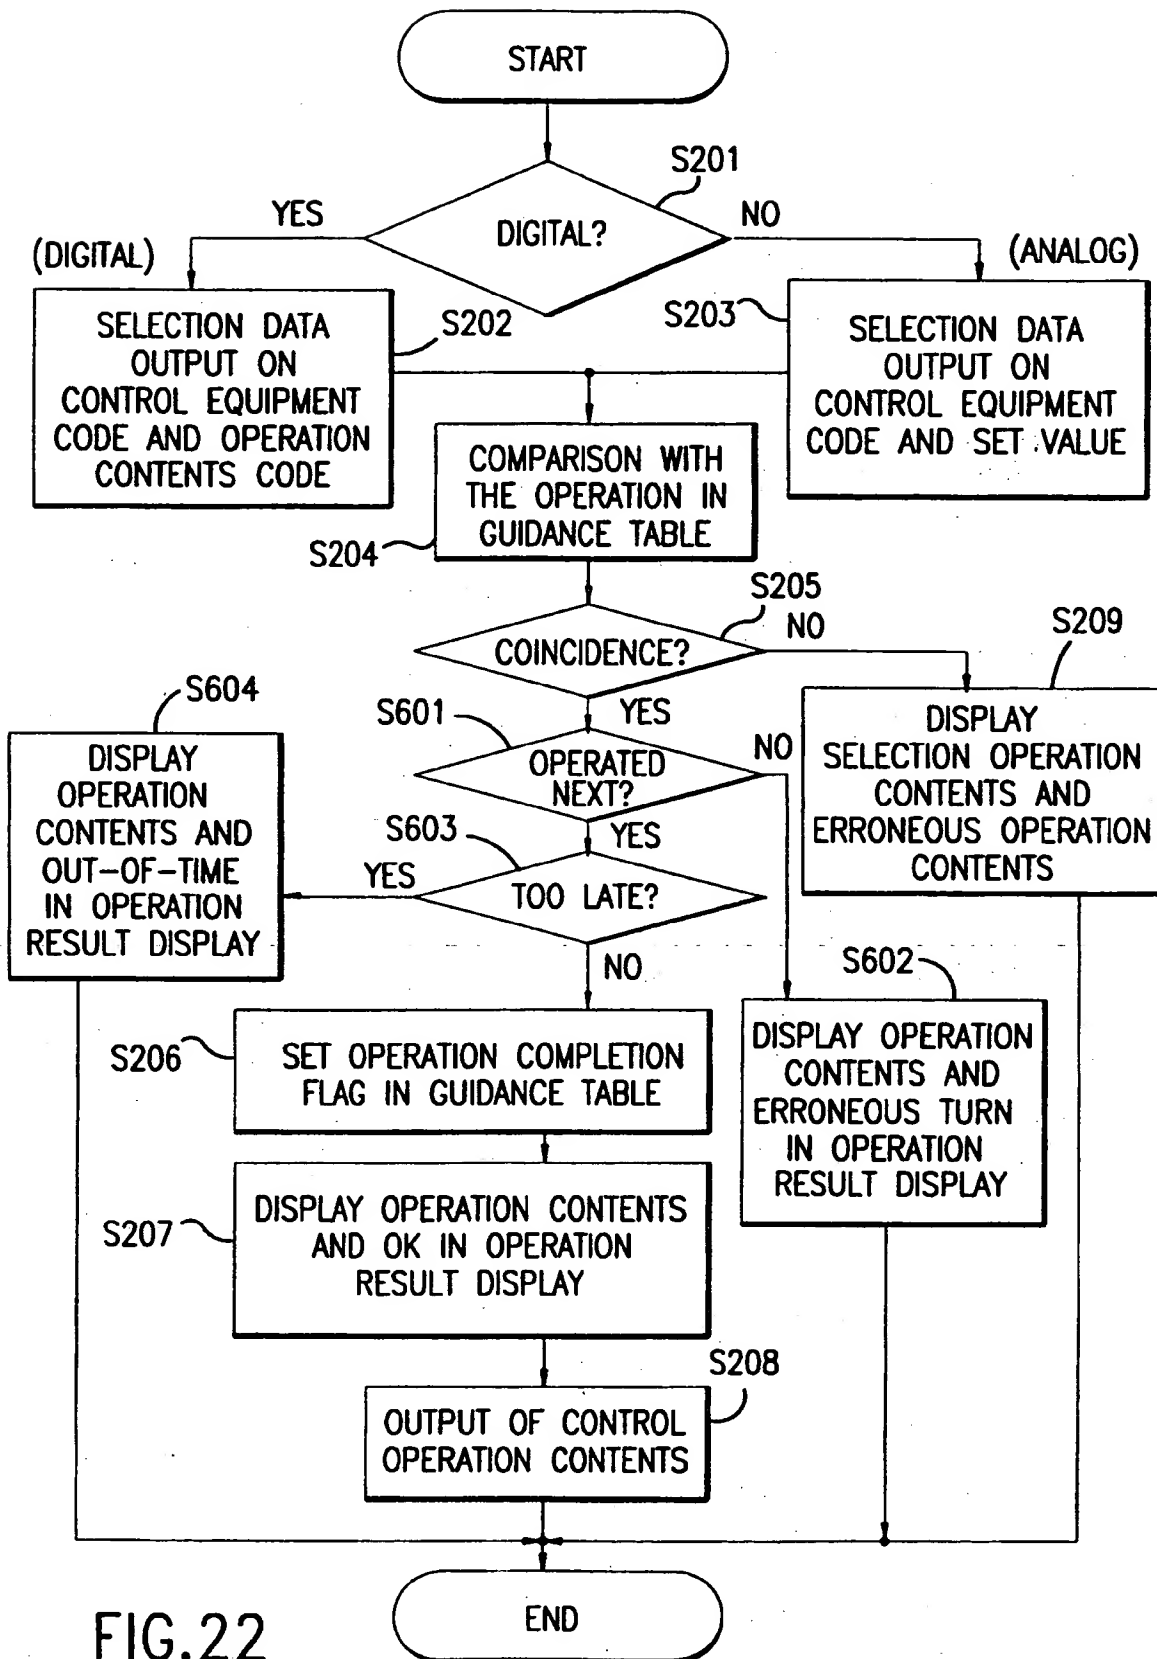 START
S201
YES
DIGITAL?
NO
(DIGITAL)
(ANALOG)
SELECTION DATA
OUTPUT ON
CONTROL EQUIPMENT
CODE AND OPERATION
CONTENTS CODE
S202
S203
SELECTION DATA
OUTPUT ON
CONTROL EQUIPMENT
CODE AND SET VALUE
COMPARISON WITH
THE OPERATION IN
GUIDANCE TABLE
S204
S205
COINCIDENCE?
NO
S209
YES
DISPLAY
SELECTION OPERATION
CONTENTS AND
ERRONEOUS OPERATION
CONTENTS
S604
S601
OPERATED
NEXT?
NO
DISPLAY
OPERATION
CONTENTS AND
OUT-OF-TIME
IN OPERATION
RESULT DISPLAY
S603
YES
YES
TOO LATE?
NO
S602
DISPLAY OPERATION
CONTENTS AND
ERRONEOUS TURN
IN OPERATION
RESULT DISPLAY
S206
SET OPERATION COMPLETION
FLAG IN GUIDANCE TABLE
S207
DISPLAY OPERATION CONTENTS
AND OK IN OPERATION
RESULT DISPLAY
S208
OUTPUT OF CONTROL
OPERATION CONTENTS
END
FIG.22